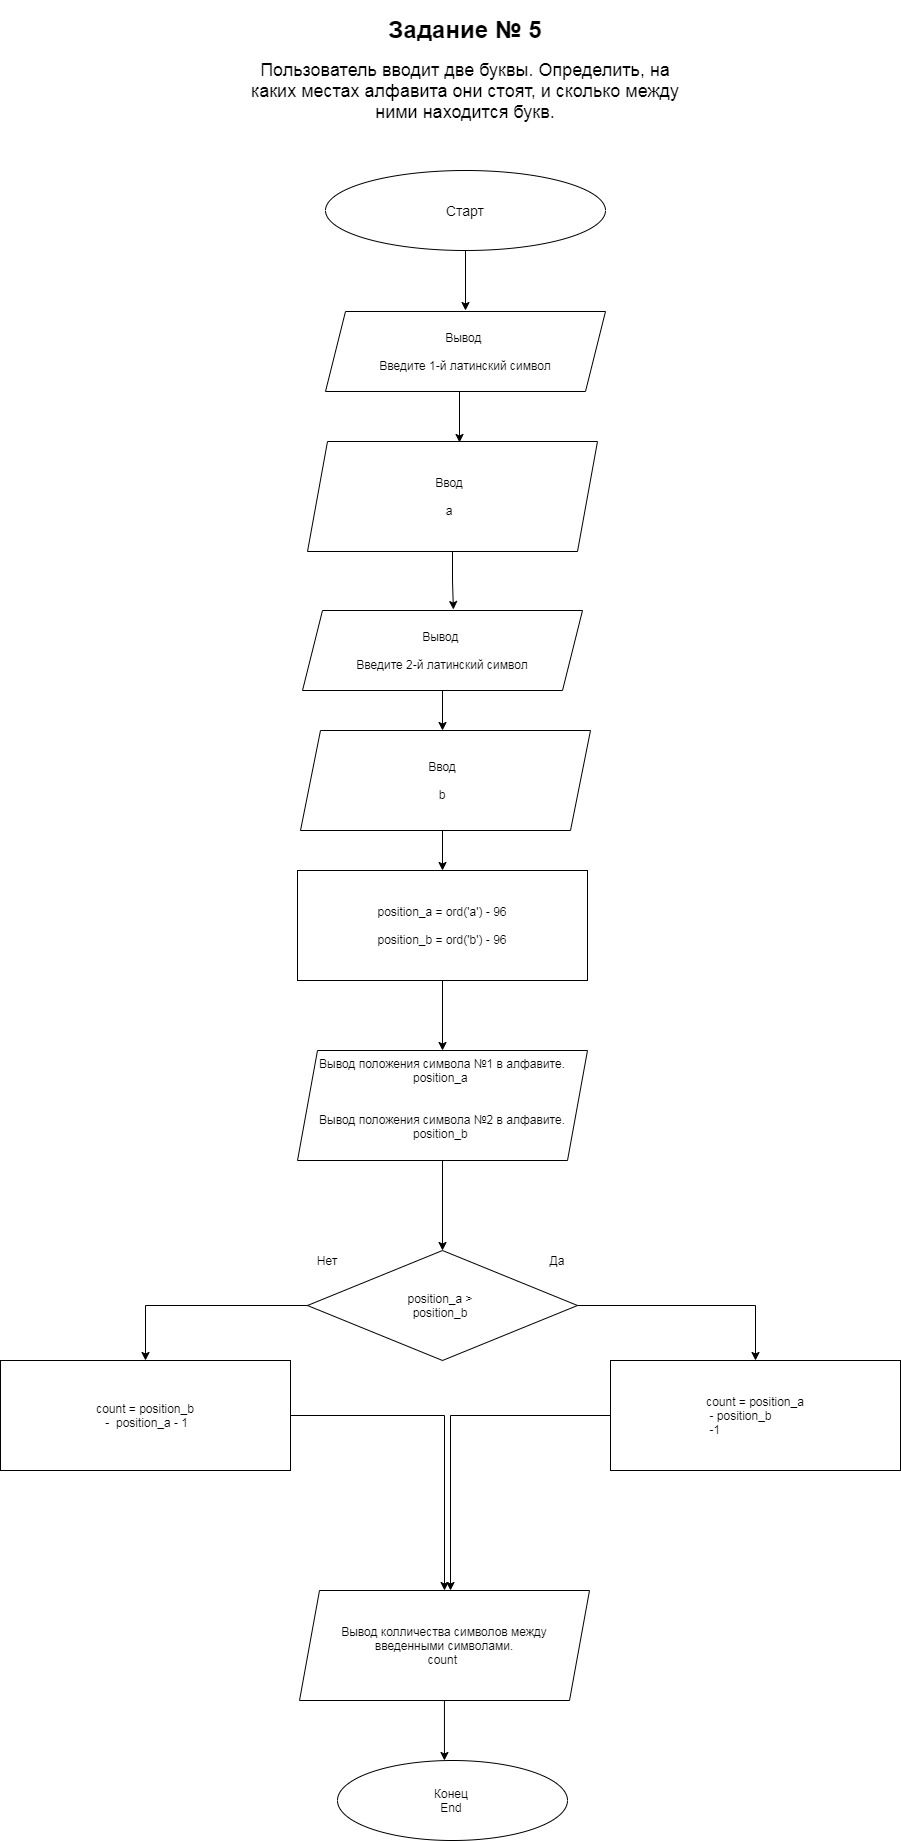 Задание № 5
Пользователь вводит две буквы. Определить, на
каких местах алфавита они стоят, и сколько между
ними находится букв.
Старт
Вывод
Введите 1-й латинский символ
Ввод
a
Вывод
Введите 2-й латинский символ
Ввод
b
position_a = ord('a') - 96
position_b = ord('b') - 96
Вывод положения символа №1 в алфавите.
position_a
Вывод положения символа №2 в алфавите.
position_b
Нет
Да
position_a >
position_b
count = position_b
- position_a - 1
count = position_a
- position_b
-1
Вывод колличества символов между
введенными символами.
count
Конец
End